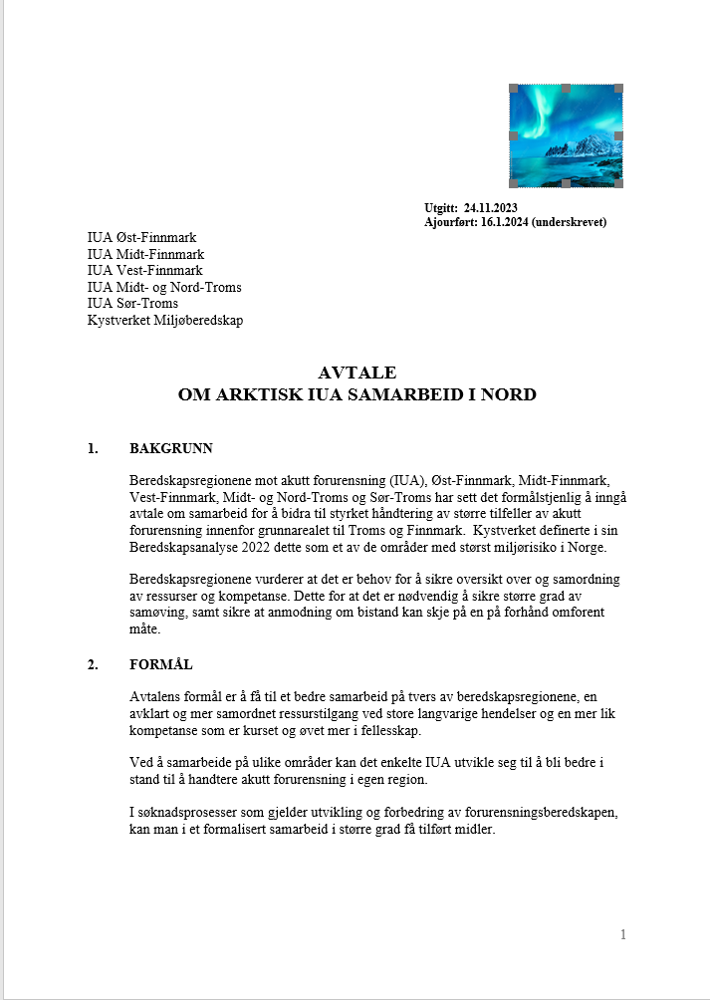 Utgitt: 24.11.2023
Ajourført: 16.1.2024 (underskrevet)
IUA Øst-Finnmark
IUA Midt-Finnmark
IUA Vest-Finnmark
IUA Midt- og Nord-Troms
IUA Sør-Troms
Kystverket Miljøberedskap
AVTALE
OM ARKTISK IUA SAMARBEID I NORD
1. BAKGRUNN
Beredskapsregionene mot akutt forurensning (IUA), Øst-Finnmark, Midt-Finnmark,
Vest-Finnmark, Midt- og Nord-Troms og Sør-Troms har sett det formålstjenlig å inngå
avtale om samarbeid for å bidra til styrket håndtering av større tilfeller av akutt
forurensning innenfor grunnarealet til Troms og Finnmark. Kystverket definerte i sin
Beredskapsanalyse 2022 dette som et av de områder med størst miljørisiko i Norge.
Beredskapsregionene vurderer at det er behov for å sikre oversikt over og samordning
av ressurser og kompetanse. Dette for at det er nødvendig å sikre større grad av
samøving, samt sikre at anmodning om bistand kan skje på en på forhånd omforent
måte.
2. FORMÅL
Avtalens formål er å få til et bedre samarbeid på tvers av beredskapsregionene, en
avklart og mer samordnet ressurstilgang ved store langvarige hendelser og en mer lik
kompetanse som er kurset og øvet mer i fellesskap.
Ved å samarbeide på ulike områder kan det enkelte IUA utvikle seg til å bli bedre i
stand til å handtere akutt forurensning i egen region.
I søknadsprosesser som gjelder utvikling og forbedring av forurensningsberedskapen,
kan man i et formalisert samarbeid i større grad få tilført midler.
1